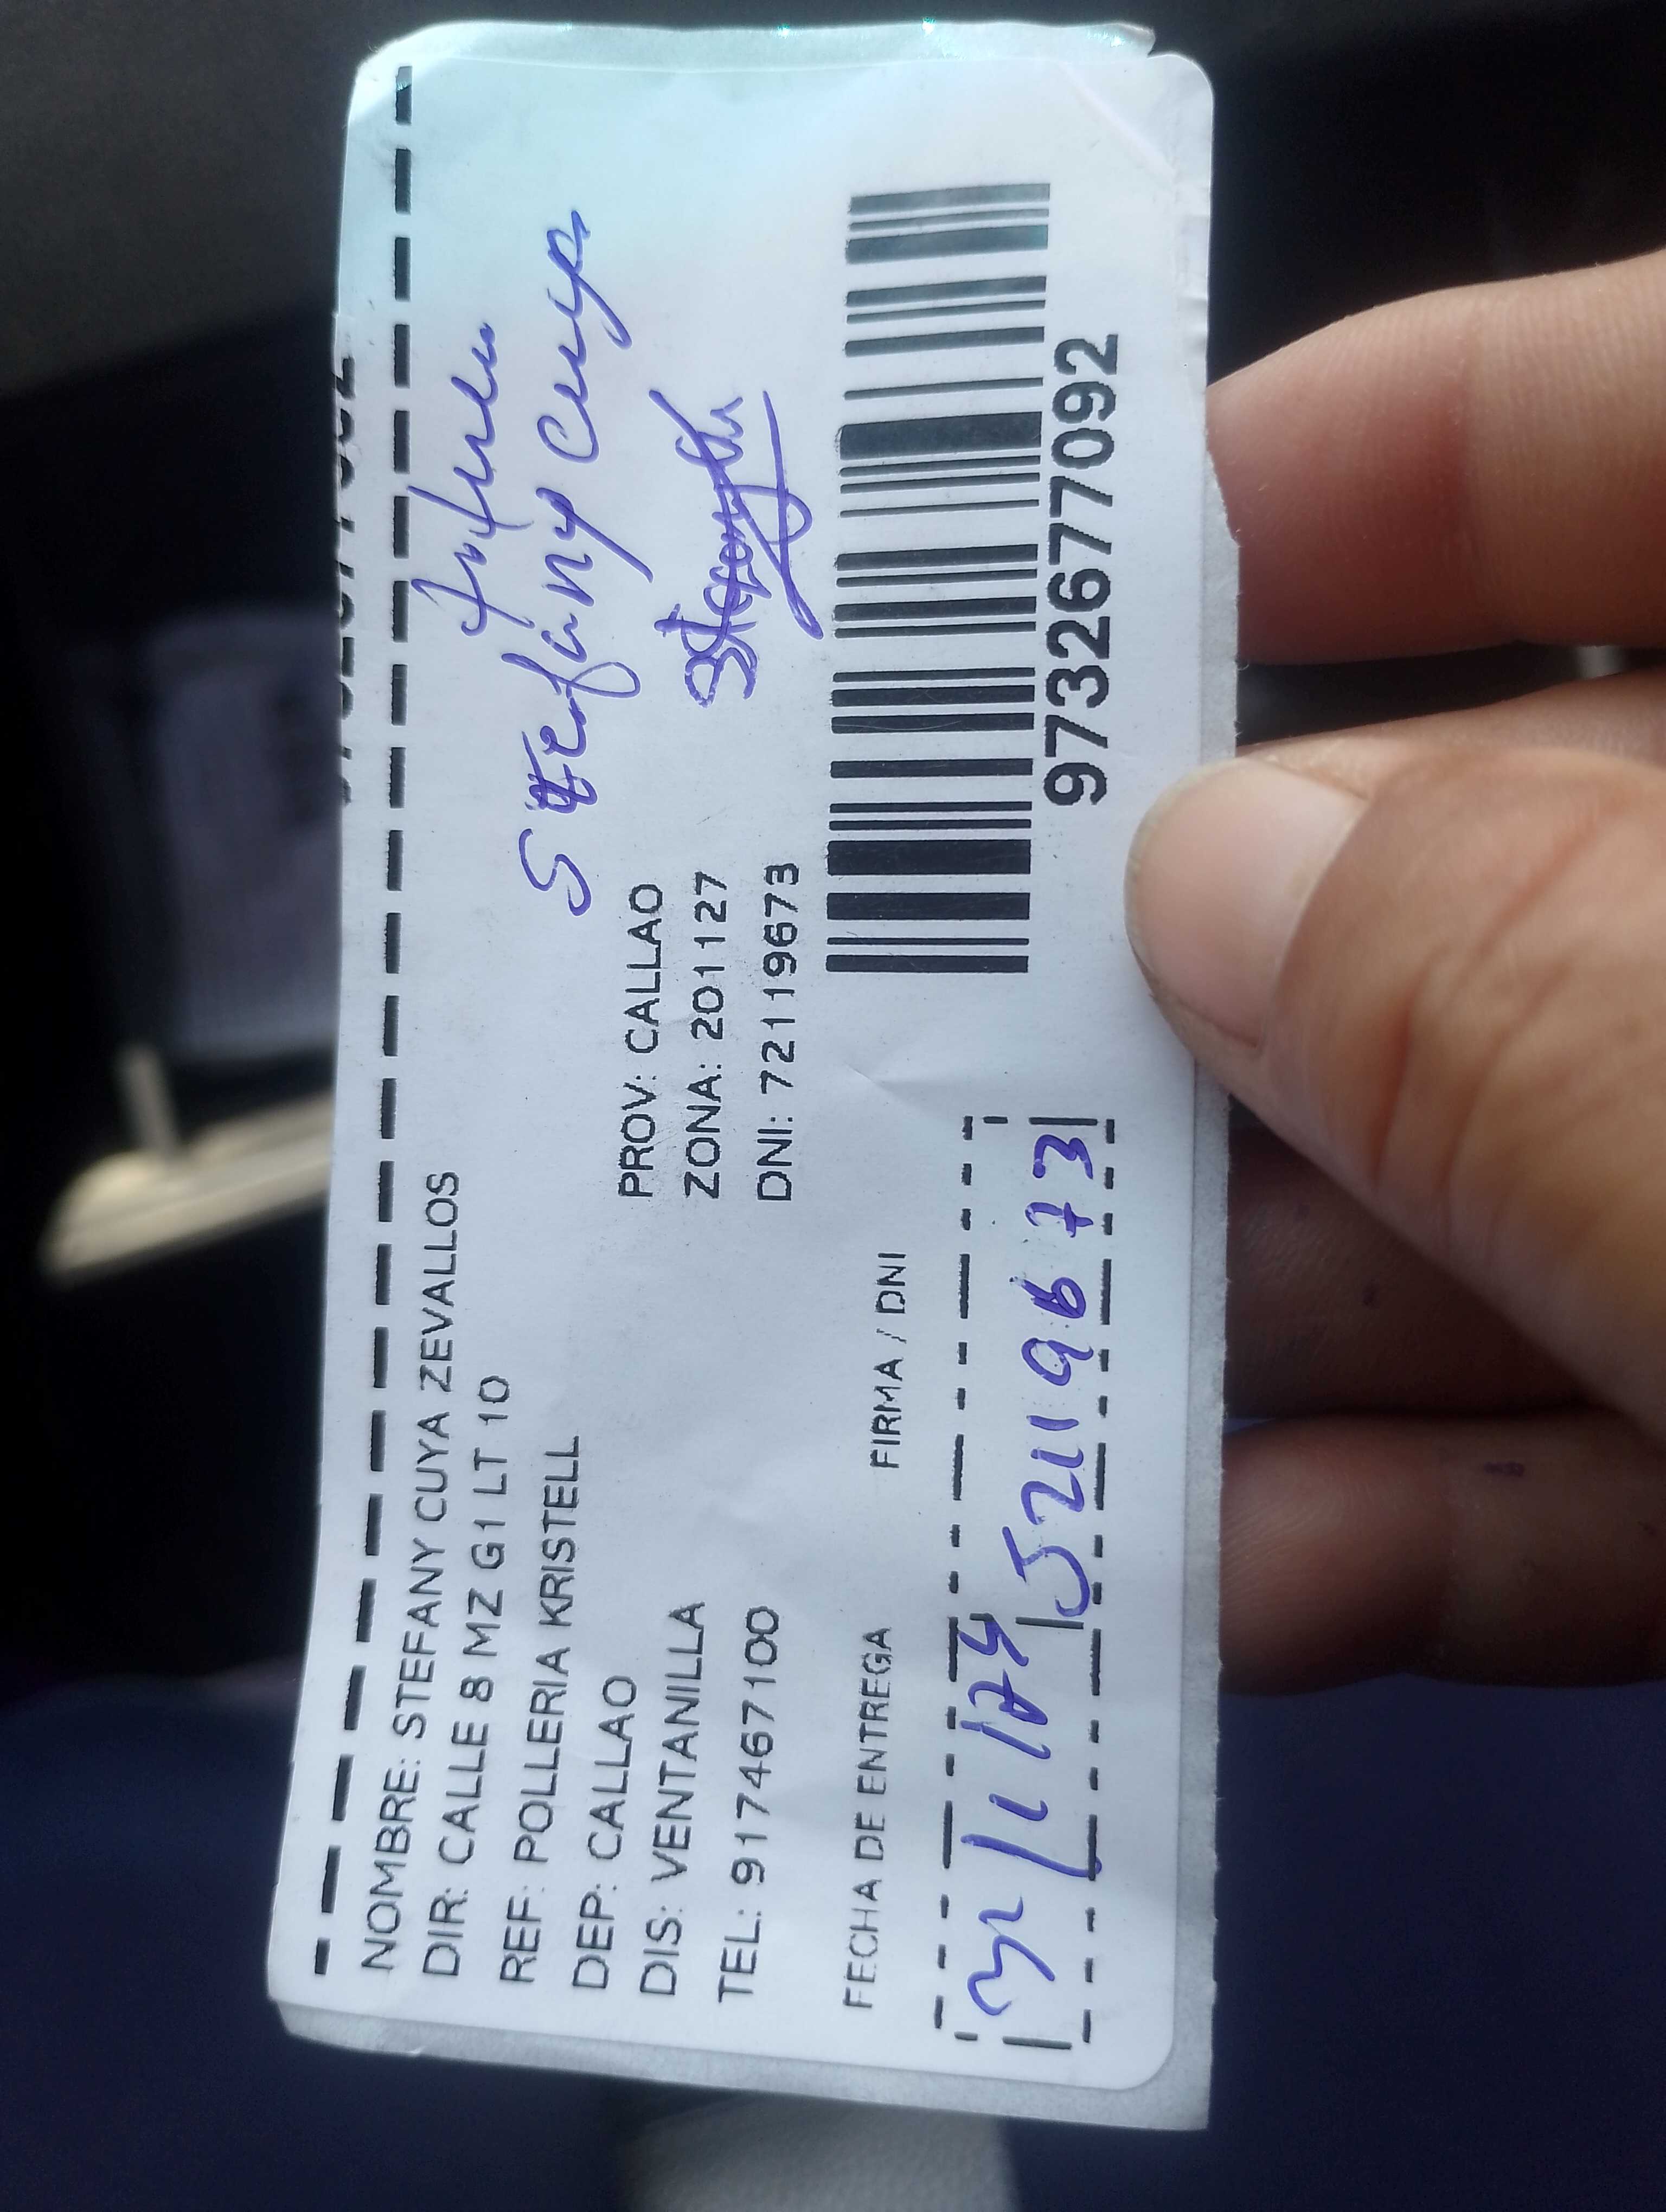 NOMBRE: STEFANY CUYA ZEVALLOS
DIR: CALLE 8 MZ G1 LT 10
REF: POLLERIA KRISTELL
DEP: CALLAO
PROV: CALLAO
DIS: VENTANILLA
ZONA: 201127
TEL: 917467100
DNI: 72119673
Stefany Cuya
FECHA DE ENTREGA
FIRMA / DNI
9732677092